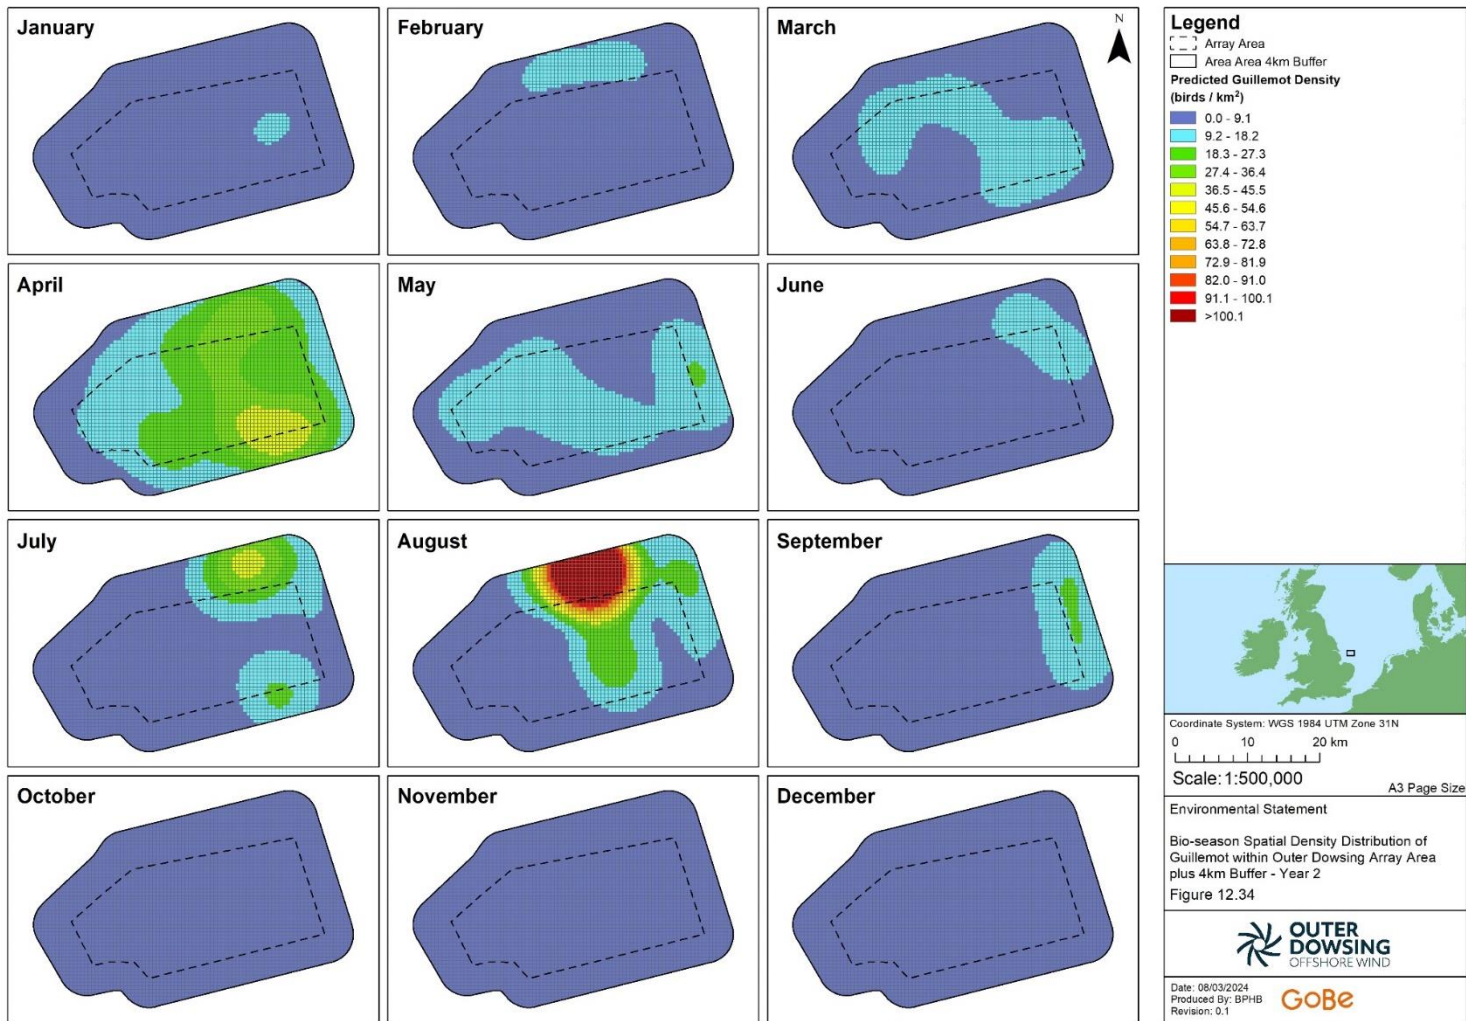 January
February
March
N
April
May
June
July
August
September
October
November
December
Legend
Array Area
Area Area 4km Buffer
Predicted Guillemot Density
(birds / km²)
0.0 - 9.1
9.2 - 18.2
18.3 - 27.3
27.4 - 36.4
36.5 - 45.5
45.6 - 54.6
54.7 - 63.7
63.8 - 72.8
72.9 - 81.9
82.0 - 91.0
91.1 - 100.1
>100.1
Coordinate System: WGS 1984 UTM Zone 31N
0 10 20 km
Scale: 1:500,000
A3 Page Size
Environmental Statement
Bio-season Spatial Density Distribution of
Guillemot within Outer Dowsing Array Area
plus 4km Buffer - Year 2
Figure 12.34
OUTER
DOWSING
OFFSHORE WIND
Date: 08/03/2024
Produced By: BPHB
Revision: 0.1
GoBe